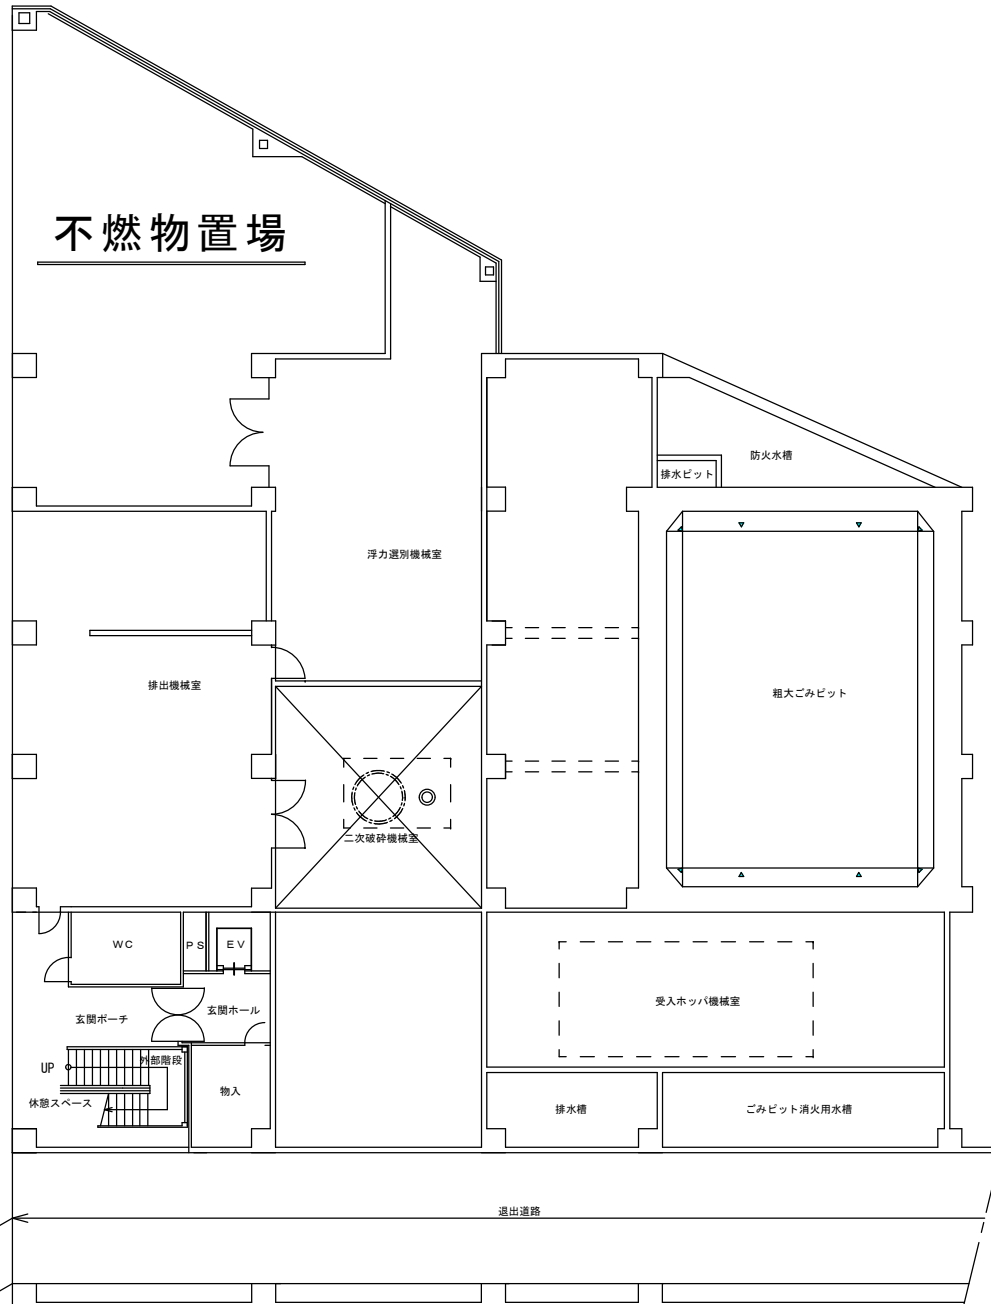 不燃物置場
防火水槽
排水ピット
浮力選別機械室
排出機械室
粗大ごみピット
二次破砕機械室
WC
PS
EV
受入ホッパ機械室
玄関ポーチ
玄関ホール
外部階段
UP
物入
休憩スペース
排水槽
ごみピット消火用水槽
退出道路